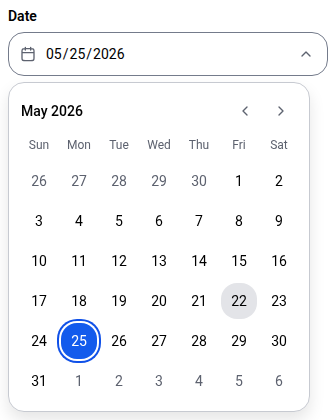 Date
05/25/2026
May 2026
Sun Mon Tue Wed Thu Fri Sat
26 27 28 29 30 1 2
3 4 5 6 7 8 9
10 11 12 13 14 15 16
17 18 19 20 21 22 23
24 25 26 27 28 29 30
31 1 2 3 4 5 6